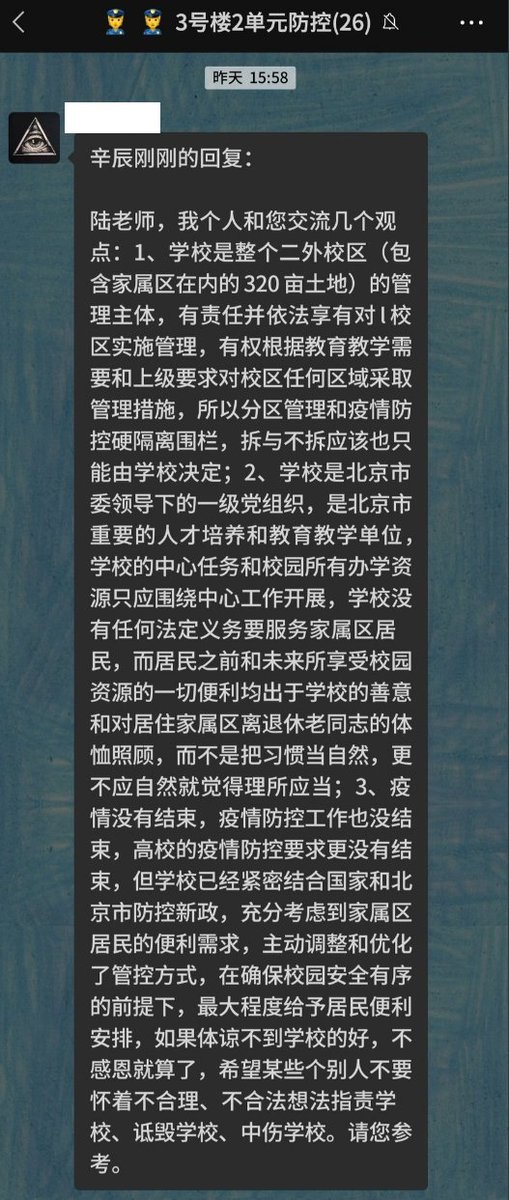 3号楼2单元防控(26)
昨天 15:58
辛辰刚刚的回复：
陆老师，我个人和您交流几个观
点：1、学校是整个二外校区（包
含家属区在内的320亩土地）的管
理主体，有责任并依法享有对l校
区实施管理，有权根据教育教学需
要和上级要求对校区任何区域采取
管理措施，所以分区管理和疫情防
控硬隔离围栏，拆与不拆应该也只
能由学校决定；2、学校是北京市
委领导下的一级党组织，是北京市
重要的人才培养和教育教学单位，
学校的中心任务和校园所有办学资
源只应围绕中心工作开展，学校没
有任何法定义务要服务家属区居
民，而居民之前和未来所享受校园
资源的一切便利均出于学校的善意
和对居住家属区离退休老同志的体
恤照顾，而不是把习惯当自然，更
不应自然就觉得理所应当；3、疫
情没有结束，疫情防控工作也没结
束，高校的疫情防控要求更没有结
束，但学校已经紧密结合国家和北
京市防控新政，充分考虑到家属区
居民的便利需求，主动调整和优化
了管控方式，在确保校园安全有序
的前提下，最大程度给予居民便利
安排，如果体谅不到学校的好，不
感恩就算了，希望某些个别人不要
怀着不合理、不合法想法指责学
校、诋毁学校、中伤学校。请您参
考。